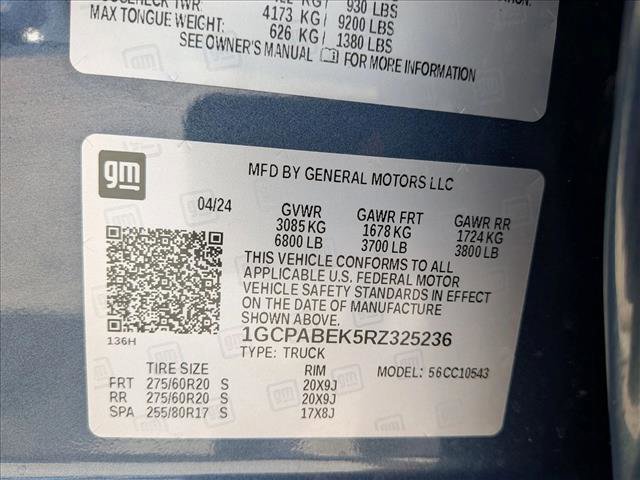 TWR: KG 930 LBS
4173 KG 9200 LBS
MAX TONGUE WEIGHT: 626 KG 1380 LBS
SEE OWNER'S MANUAL FOR MORE INFORMATION
gm
MFD BY GENERAL MOTORS LLC
04/24 GVWR GAWR FRT GAWR RR
3085 KG 1678 KG 1724 KG
6800 LB 3700 LB 3800 LB
THIS VEHICLE CONFORMS TO ALL
APPLICABLE U.S. FEDERAL MOTOR
VEHICLE SAFETY STANDARDS IN EFFECT
ON THE DATE OF MANUFACTURE
SHOWN ABOVE.
136H
1GCPABEK5RZ325236
TYPE: TRUCK
TIRE SIZE RIM MODEL: 56CC10543
FRT 275/60R20 S 20X9J
RR 275/60R20 S 20X9J
SPA 255/80R17 S 17X8J